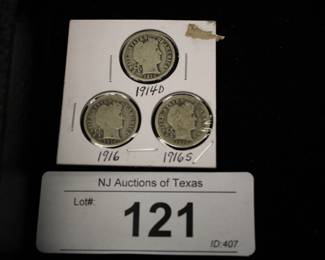 1914D
1916
1916S
NJ Auctions of Texas
Lot#:
121
ID:407